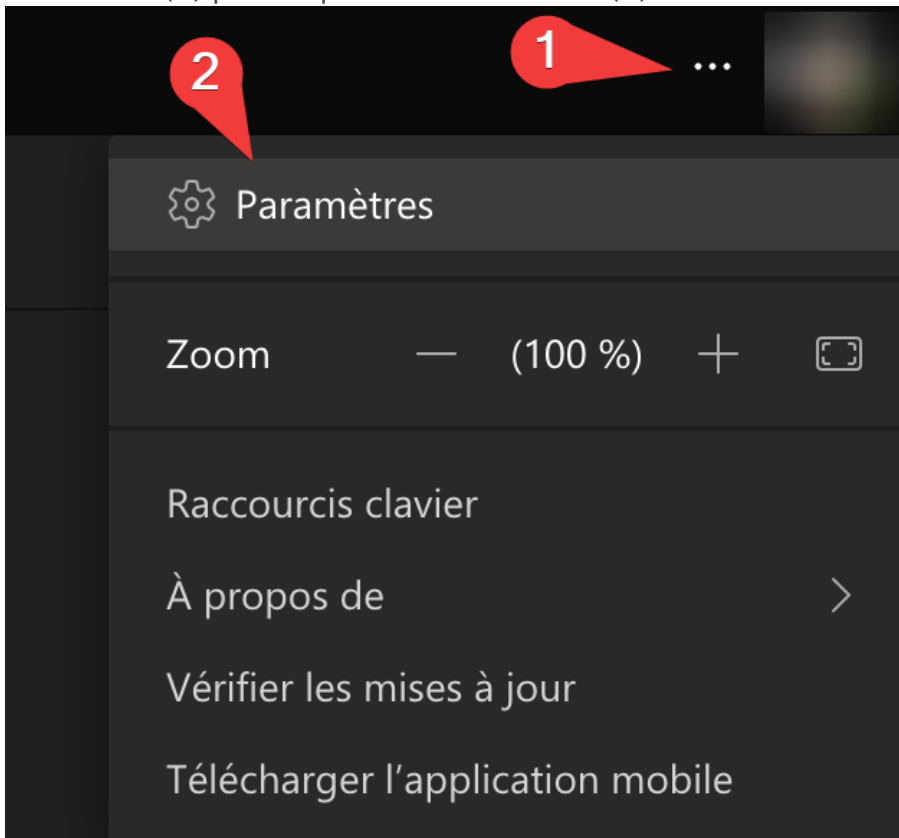 1
...
2
Paramètres
Zoom — (100 %) +
Raccourcis clavier
À propos de >
Vérifier les mises à jour
Télécharger l’application mobile